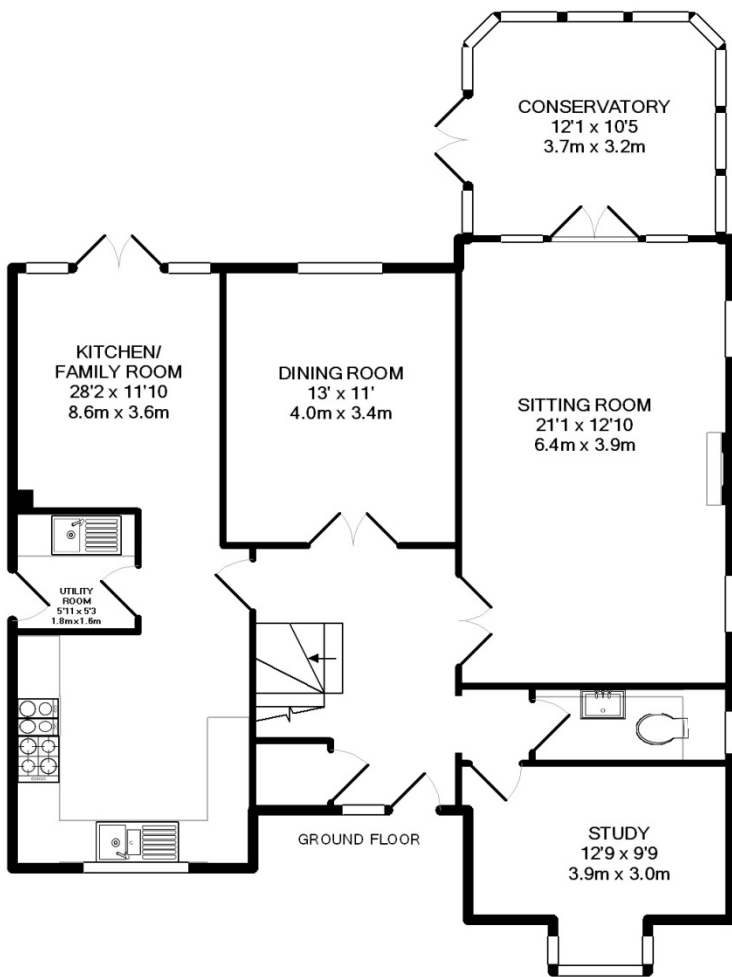 CONSERVATORY
12'1 x 10'5
3.7m x 3.2m
KITCHEN/
FAMILY ROOM
28'2 x 11'10
8.6m x 3.6m
DINING ROOM
13' x 11'
4.0m x 3.4m
SITTING ROOM
21'1 x 12'10
6.4m x 3.9m
UTILITY
ROOM
5'11 x 5'3
1.8m x 1.6m
GROUND FLOOR
STUDY
12'9 x 9'9
3.9m x 3.0m